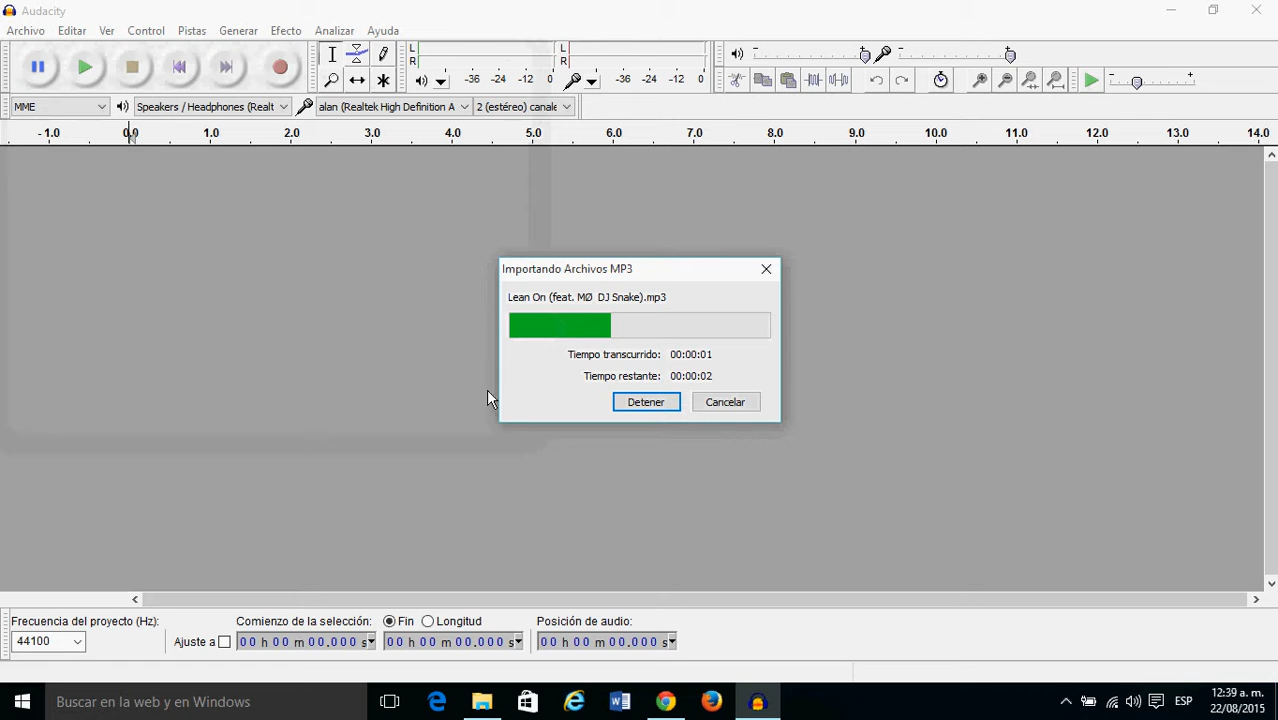 Audacity
Archivo Editar Ver Control Pistas Generar Efecto Analizar Ayuda
L
R
-36 -24 -12 0
L
R
-36 -24 -12 0
MME Speakers / Headphones (Realt alan (Realtek High Definition A 2 (estéreo) canale
-1.0 0.0 1.0 2.0 3.0 4.0 5.0 6.0 7.0 8.0 9.0 10.0 11.0 12.0 13.0 14.0
Importando Archivos MP3
Lean On (feat. MØ DJ Snake).mp3
Tiempo transcurrido: 00:00:01
Tiempo restante: 00:00:02
Detener Cancelar
Frecuencia del proyecto (Hz): Comienzo de la selección: Fin Longitud Posición de audio:
44100 Ajuste a 00 h 00 m 00.000 s 00 h 00 m 00.000 s 00 h 00 m 00.000 s
Buscar en la web y en Windows
ESP
12:39 a. m.
22/08/2015